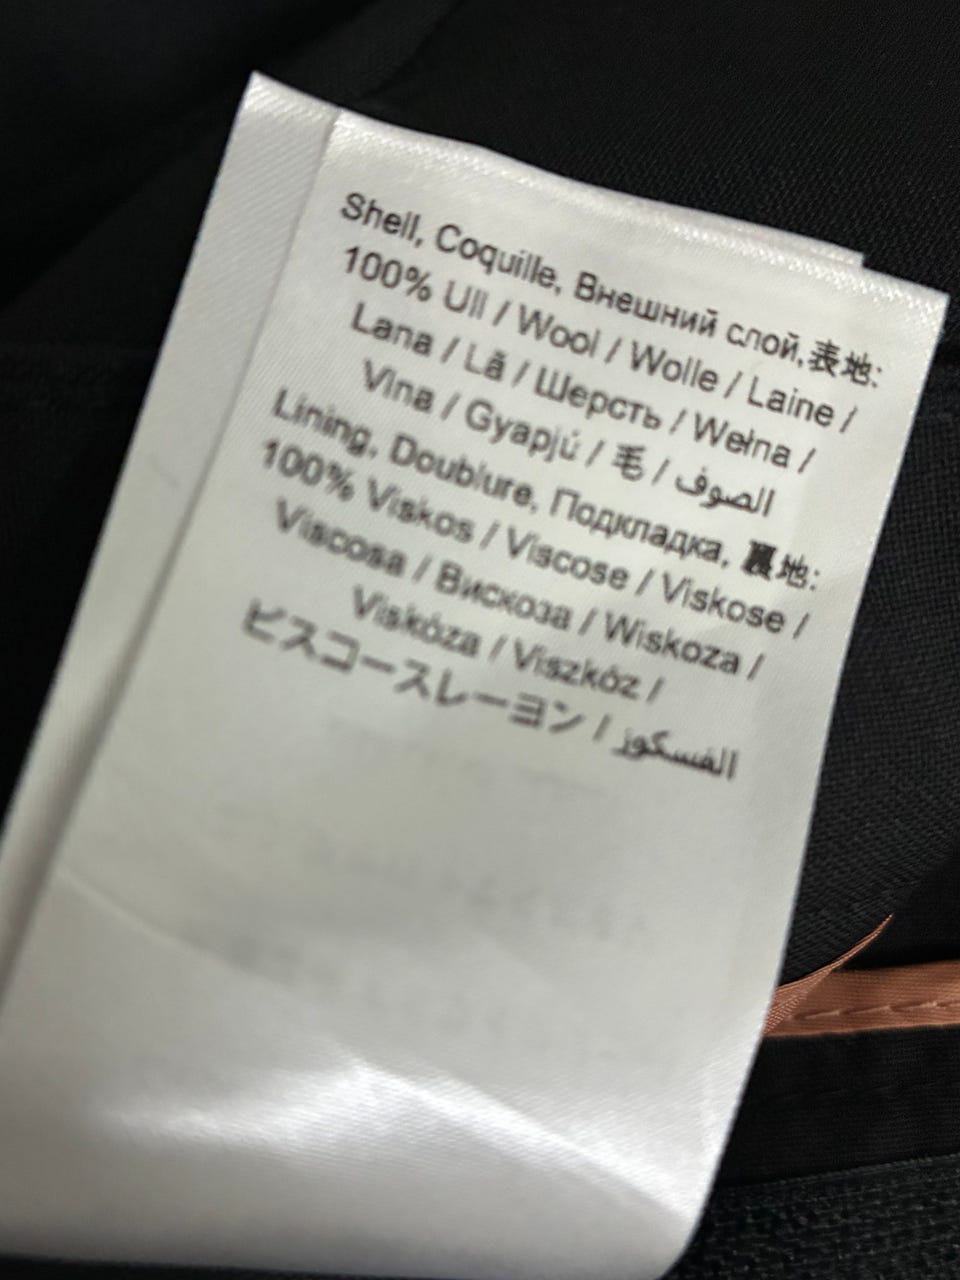 Shell, Coquille, Внешний слой,表地:
100% Ull / Wool / Wolle / Laine /
Lana / Lã / Шерсть / Wełna /
Vlna / Gyapjú / 毛 / الصوف
Lining, Doublure, Подкладка, 裏地:
100% Viskos / Viscose / Viskose /
Viscosa / Вискоза / Wiskoza /
Viskóza / Viszkóz /
ビスコースレーヨン / الفسكوز